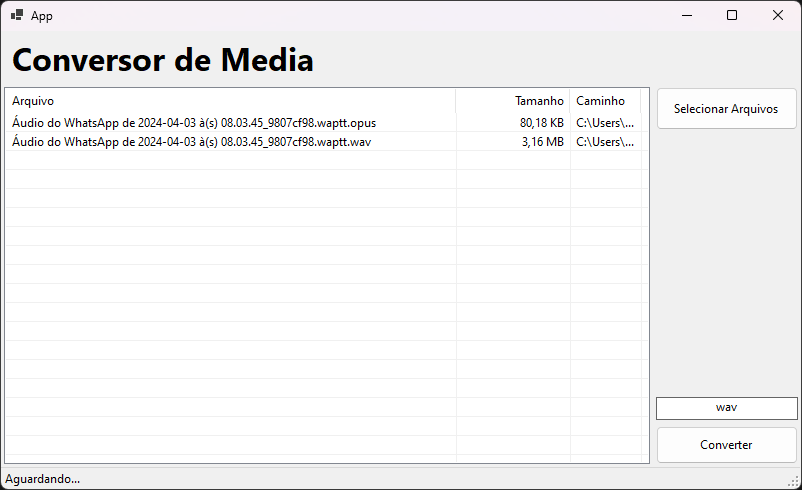 App
Conversor de Media
Arquivo Tamanho Caminho
Áudio do WhatsApp de 2024-04-03 à(s) 08.03.45_9807cf98.waptt.opus 80,18 KB C:\Users\...
Áudio do WhatsApp de 2024-04-03 à(s) 08.03.45_9807cf98.waptt.wav 3,16 MB C:\Users\...
Selecionar Arquivos
wav
Converter
Aguardando...